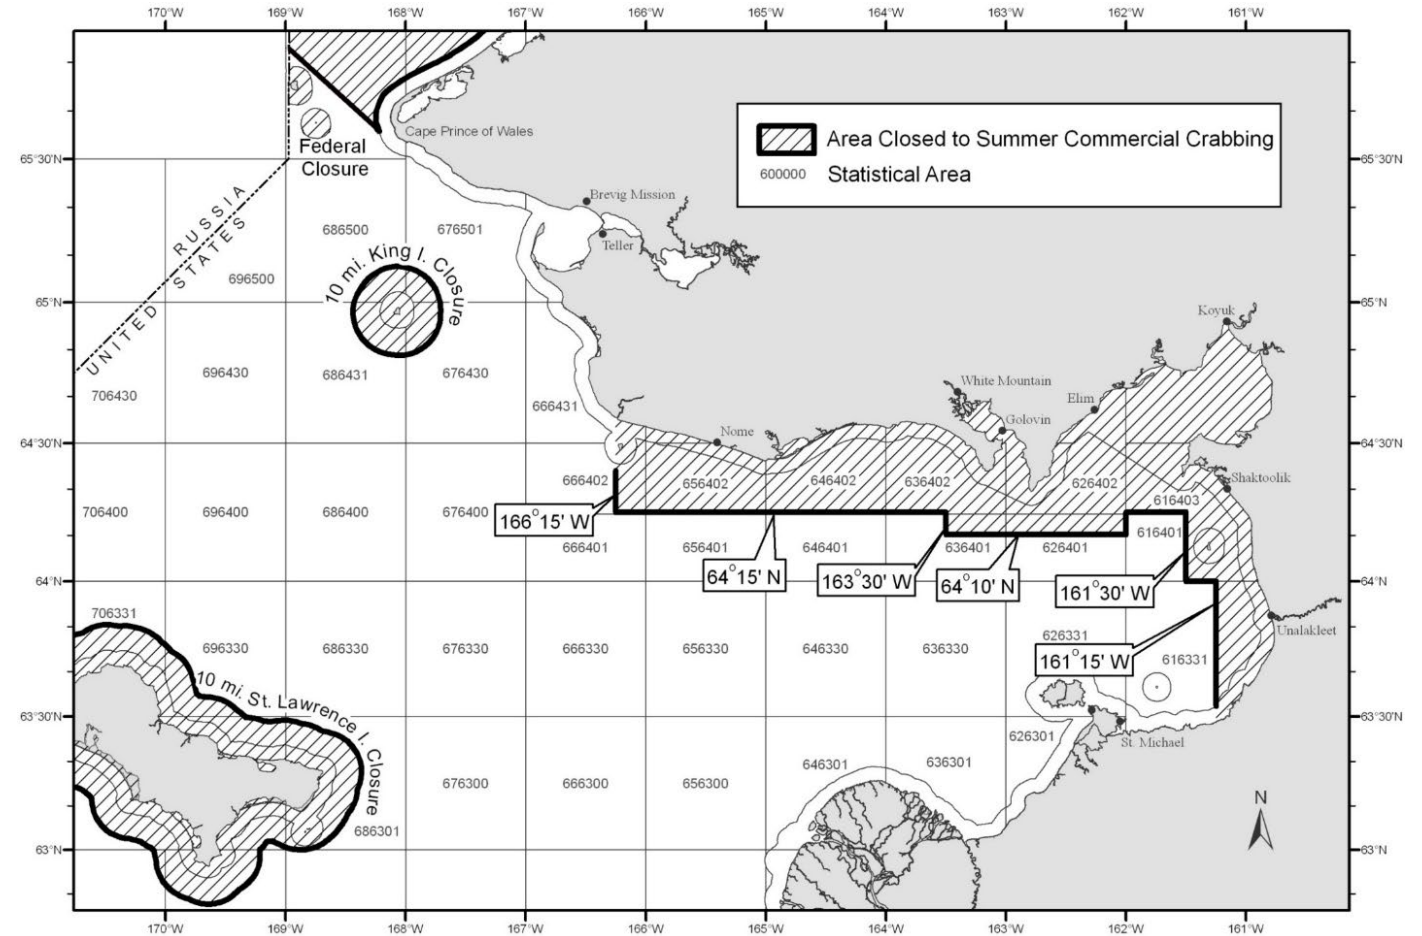 170°W 169°W 168°W 167°W 166°W 165°W 164°W 163°W 162°W 161°W
Cape Prince of Wales
Area Closed to Summer Commercial Crabbing
600000 Statistical Area
Federal
Closure
65°30'N 65°30'N
RUSSIA
UNITED STATES
Brevig Mission
Teller
686500 676501
10 mi. King I. Closure
696500
65°N 65°N
Koyuk
696430 686431 676430
White Mountain
706430
Elim
666431
Golovin
Nome
64°30'N 64°30'N
Shaktoolik
666402 656402 646402 636402 626402
616403
706400 696400 686400 676400
166°15' W
616401
666401 656401 646401 636401 626401
64°15' N
163°30' W
64°10' N
161°30' W
64°N 64°N
706331
Unalakleet
626331
696330 686330 676330 666330 656330 646330 636330
161°15' W
616331
10 mi. St. Lawrence I. Closure
63°30'N 63°30'N
626301
St. Michael
646301 636301
676300 666300 656300
N
686301
63°N 63°N
170°W 169°W 168°W 167°W 166°W 165°W 164°W 163°W 162°W 161°W